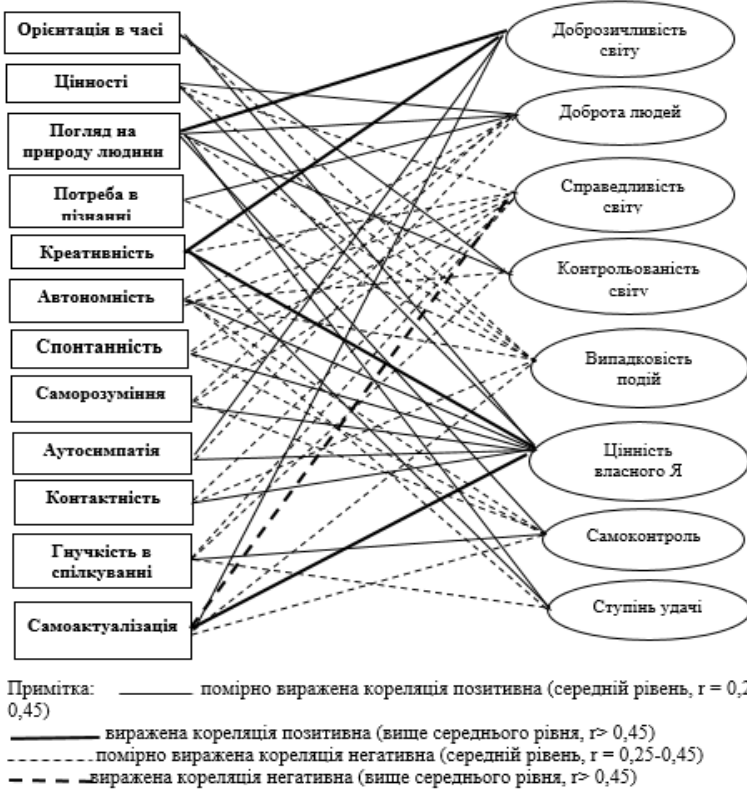 Орієнтація в часі
Цінності
Погляд на
природу людини
Потреба в
пізнанні
Креативність
Автономність
Спонтанність
Саморозуміння
Аутосимпатія
Контактність
Гнучкість в
спілкуванні
Самоактуалізація
Доброзичливість
світу
Доброта людей
Справедливість
світу
Контрольованість
світу
Випадковість
подій
Цінність
власного Я
Самоконтроль
Ступінь удачі
Примітка: помірно виражена кореляція позитивна (середній рівень, r = 0,2
0,45)
виражена кореляція позитивна (вище середнього рівня, r> 0,45)
помірно виражена кореляція негативна (середній рівень, r = 0,25-0,45)
виражена кореляція негативна (вище середнього рівня, r> 0,45)